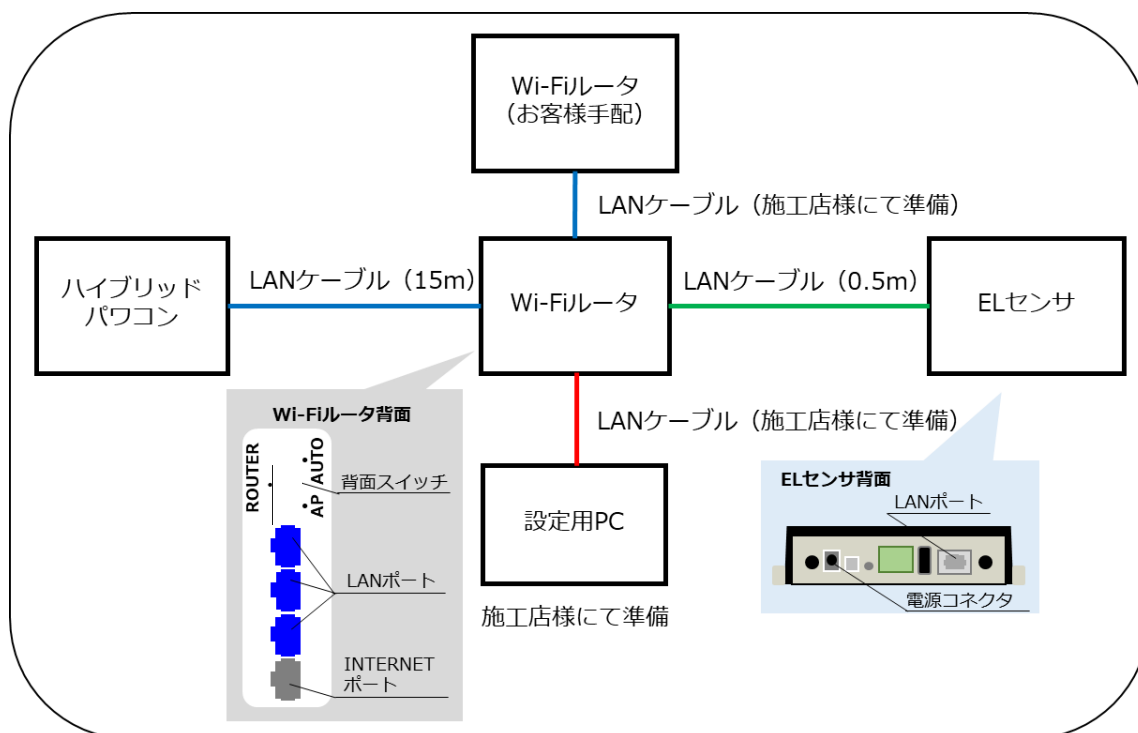 Wi-Fiルータ
（お客様手配）
LANケーブル（施工店様にて準備）
ハイブリッド
パワコン
LANケーブル（15m）
Wi-Fiルータ
LANケーブル（0.5m）
ELセンサ
LANケーブル（施工店様にて準備）
設定用PC
施工店様にて準備
Wi-Fiルータ背面
ROUTER
AUTO
AP
背面スイッチ
LANポート
INTERNET
ポート
ELセンサ背面
LANポート
電源コネクタ